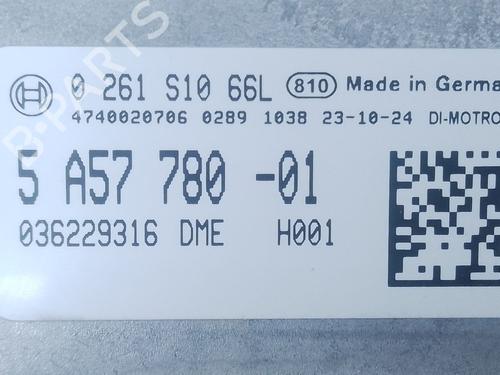 B-PARTS
0 261 S10 66L 810 Made in Germa
4740020706 0289 1038 23-10-24 DI-MOTRO
5 A57 780 -01
036229316 DME H001